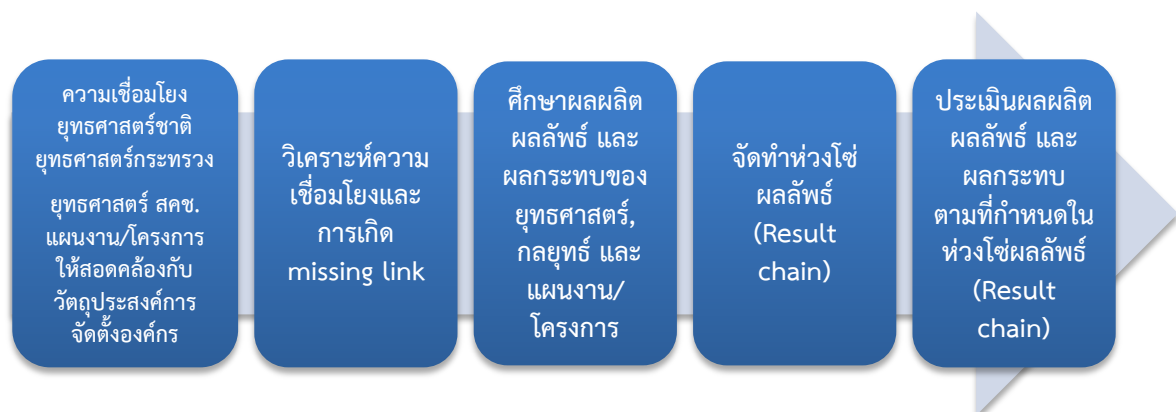 ความเชื่อมโยง
ยุทธศาสตร์ชาติ
ยุทธศาสตร์กระทรวง
ยุทธศาสตร์ สคช.
แผนงาน/โครงการ
ให้สอดคล้องกับ
วัตถุประสงค์การ
จัดตั้งองค์กร
วิเคราะห์ความ
เชื่อมโยงและ
การเกิด
missing link
ศึกษาผลผลิต
ผลลัพธ์ และ
ผลกระทบของ
ยุทธศาสตร์,
กลยุทธ์ และ
แผนงาน/
โครงการ
จัดทำห่วงโซ่
ผลลัพธ์
(Result
chain)
ประเมินผลผลิต
ผลลัพธ์ และ
ผลกระทบ
ตามที่กำหนดใน
ห่วงโซ่ผลลัพธ์
(Result
chain)